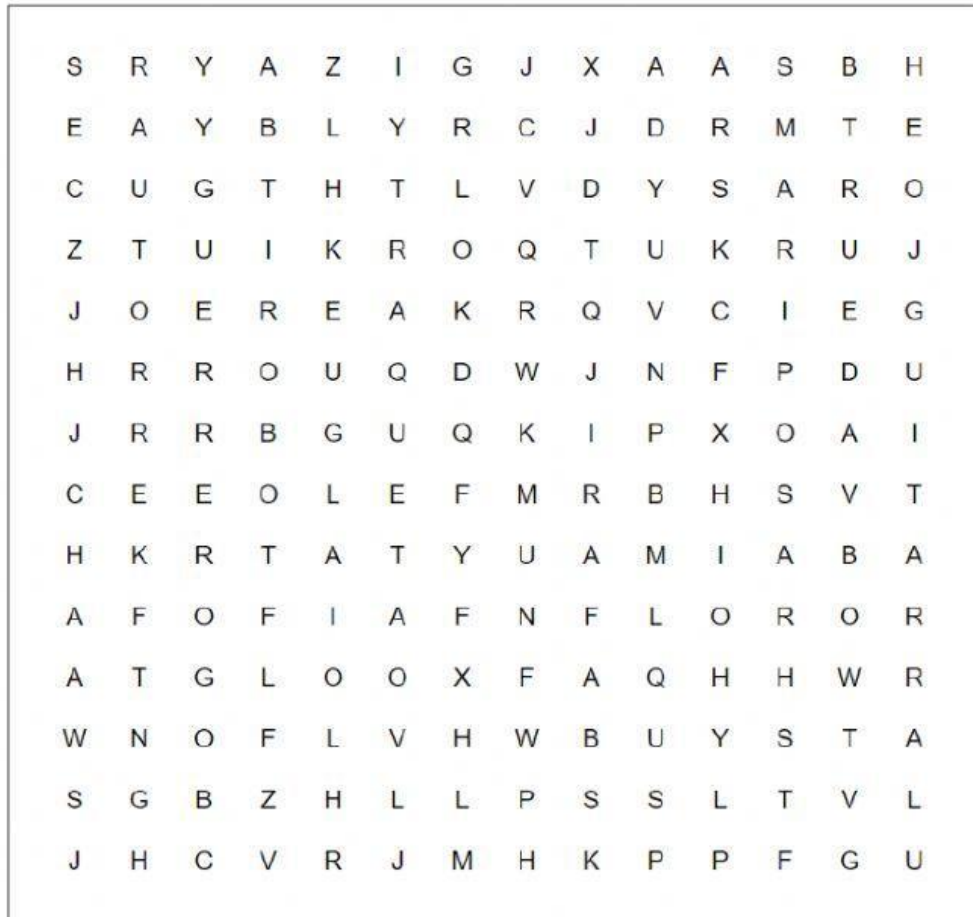 S R Y A Z I G J X A A S B H
E A Y B L Y R C J D R M T E
C U G T H T L V D Y S A R O
Z T U I K R O Q T U K R U J
J O E R E A K R Q V C I E G
H R R O U Q D W J N F P D U
J R R B G U Q K I P X O A I
C E E O L E F M R B H S V T
H K R T A T Y U A M I A B A
A F O F I A F N F L O R O R
A T G L O O X F A Q H H W R
W N O F L V H W B U Y S T A
S G B Z H L L P S S L T V L
J H C V R J M H K P P F G U